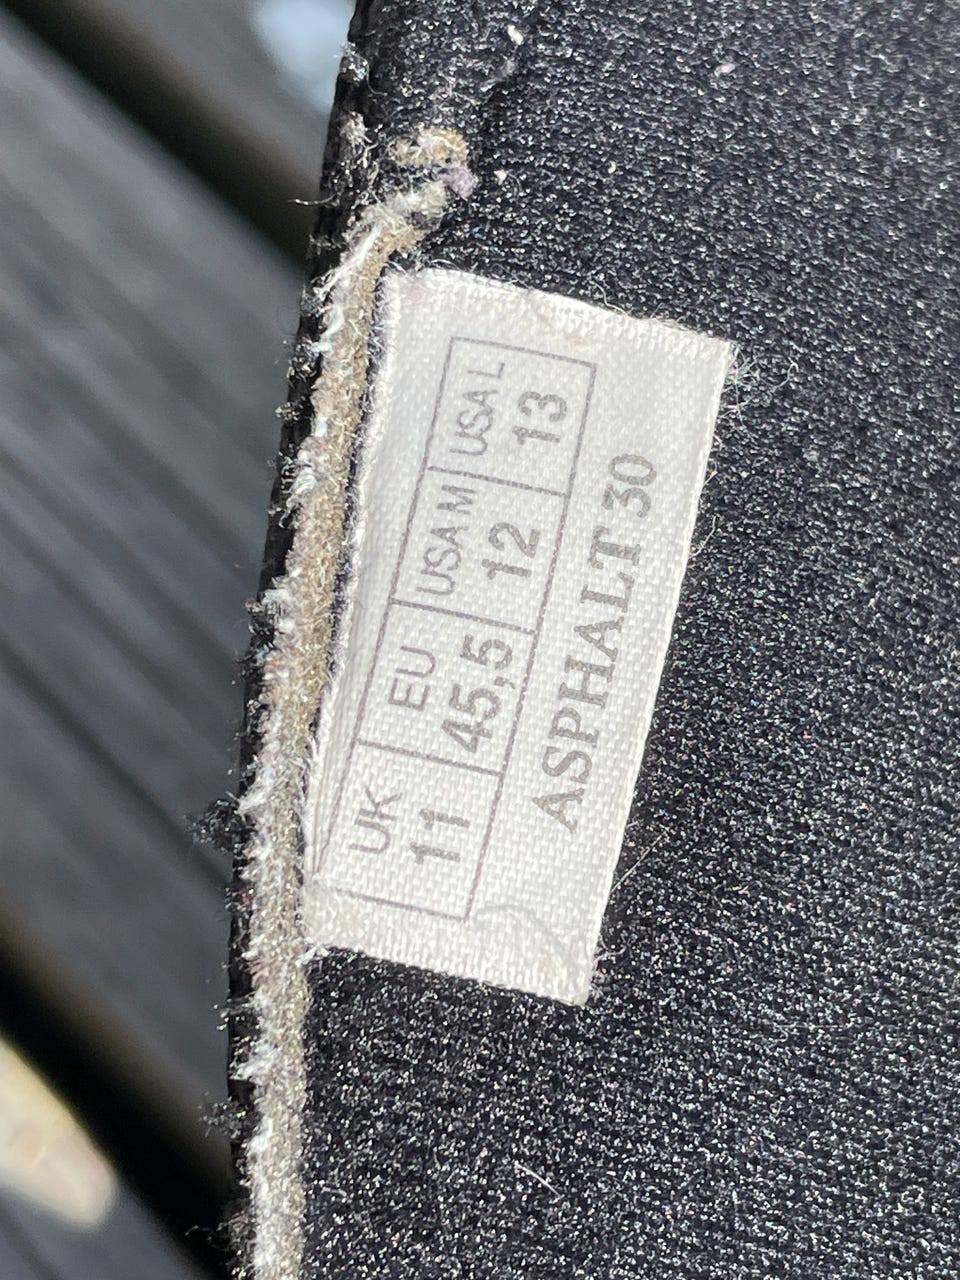 UK EU USA M USA L
11 45,5 12 13
ASPHALT 30